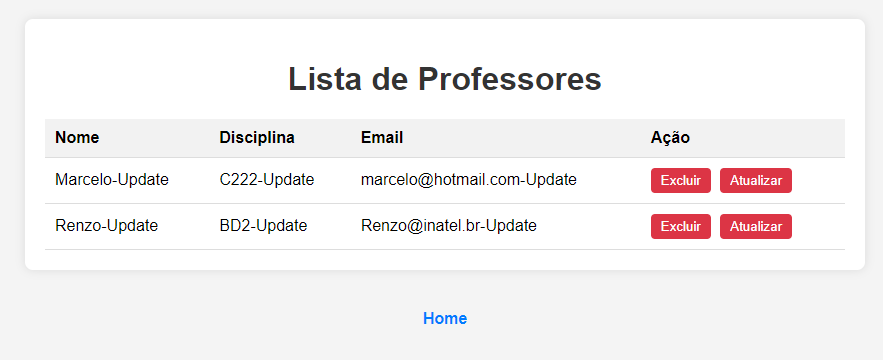 Lista de Professores
Nome Disciplina Email Ação
Marcelo-Update C222-Update marcelo@hotmail.com-Update Excluir Atualizar
Renzo-Update BD2-Update Renzo@inatel.br-Update Excluir Atualizar
Home